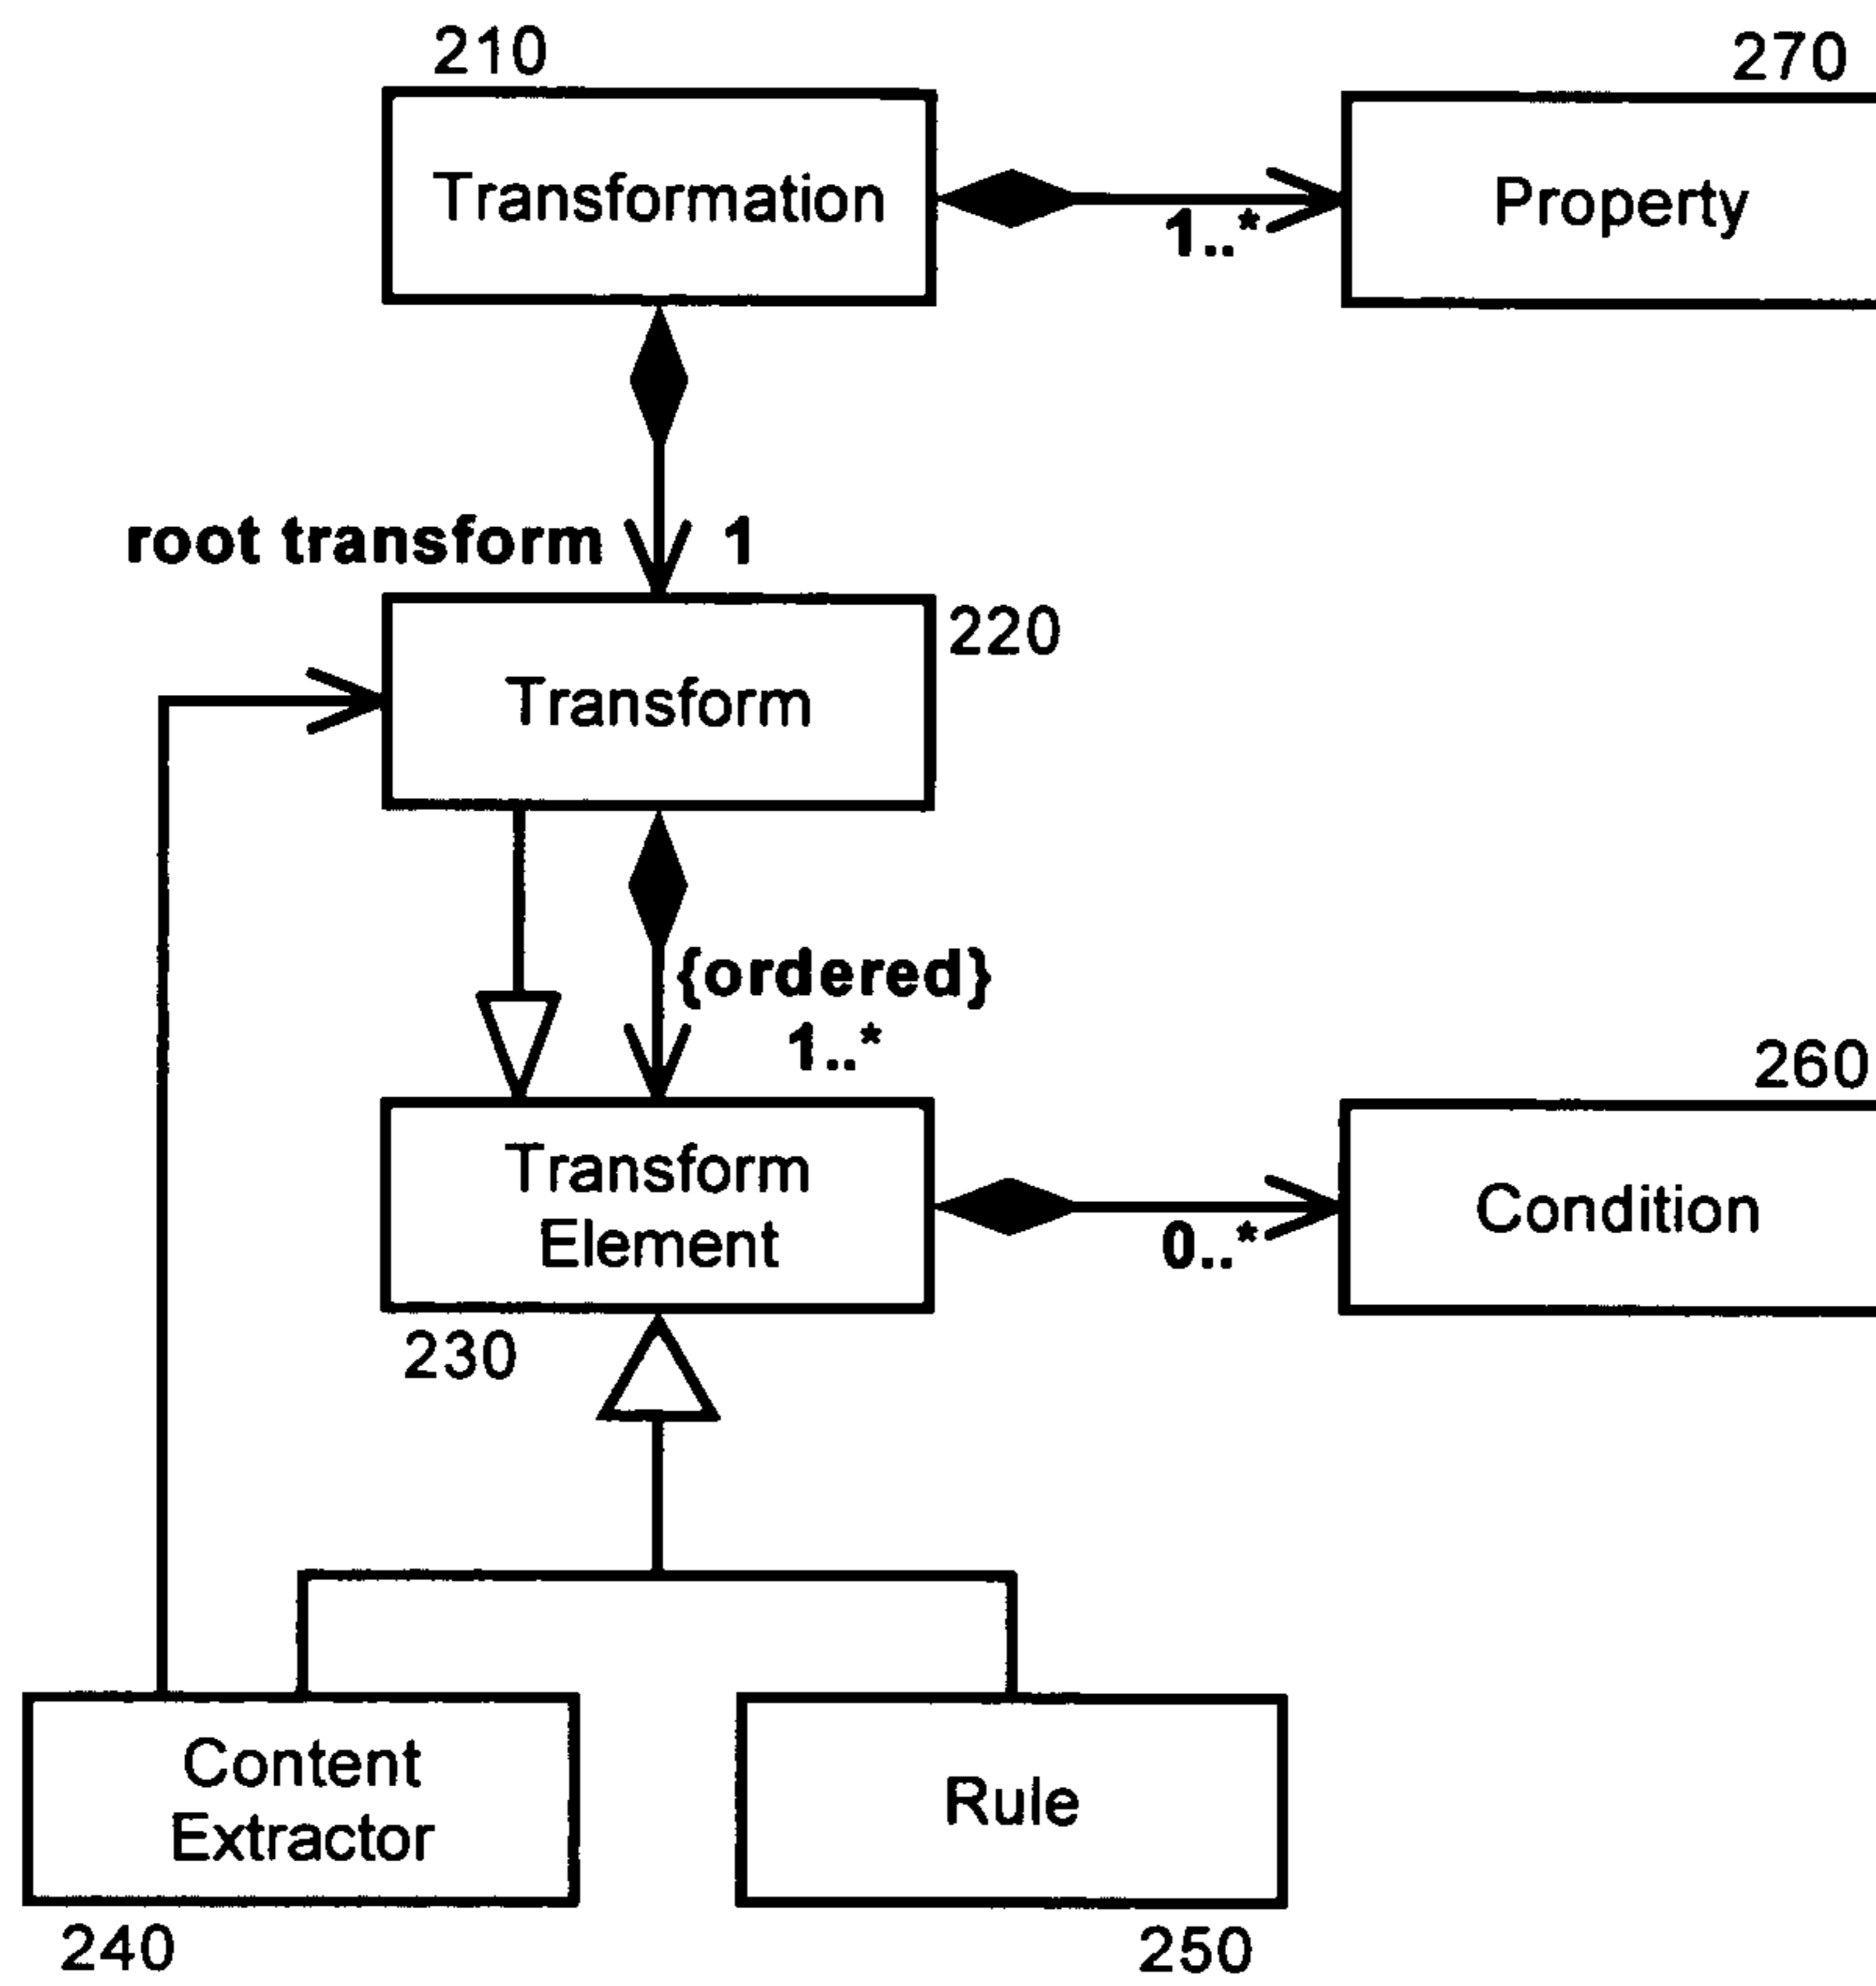 210
270
Transformation
Property
1..*
root transform
1
220
Transform
{ordered}
1..*
260
Transform
Element
Condition
0..*
230
Content
Extractor
Rule
240
250